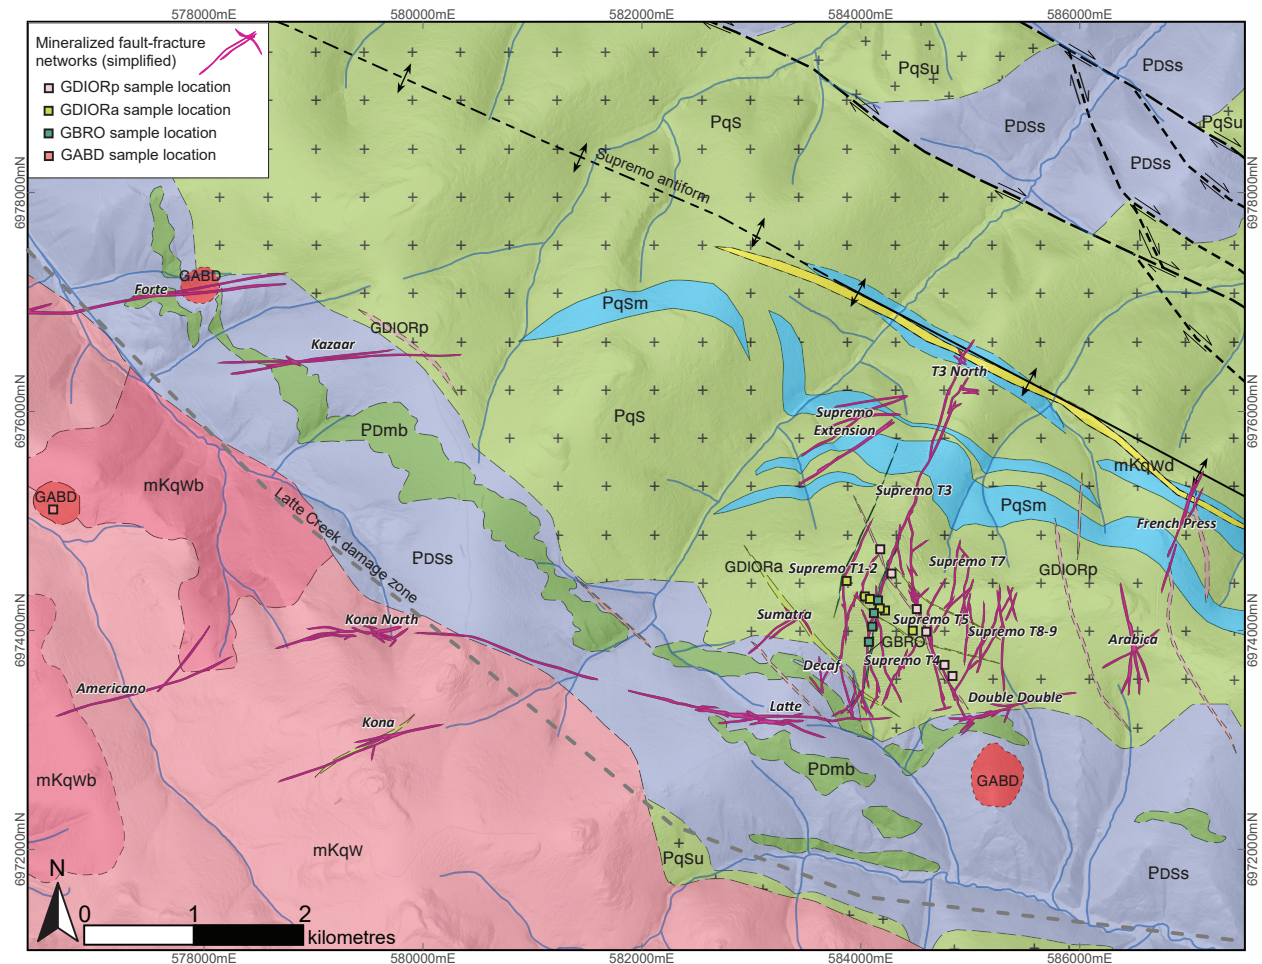 578000mE
580000mE
582000mE
584000mE
586000mE
Mineralized fault-fracture
networks (simplified)
GDIORp sample location
GDIORa sample location
GBRO sample location
GABD sample location
PqSu
PDSs
PqS
PDSs
PqSu
PDSs
Supremo antiform
6978000mN
6978000mN
GABD
Forte
PqSm
GDIORp
Kazaar
T3 North
Supremo
Extension
6976000mN
6976000mN
PqS
PDmb
mKqWd
mKqWb
GABD
Supremo T3
PqSm
French Press
Latte Creek damage zone
PDSs
GDIORa
Supremo T1-2
Supremo T7
GDIORp
6974000mN
6974000mN
Kona North
Sumatra
Supremo T5
Supremo T8-9
GBRO
Arabica
Supremo T4
Decaf
Americano
Double Double
Latte
Kona
mKqWb
PDmb
GABD
mKqW
PqSu
PDSs
6972000mN
6972000mN
N
0
1
2
kilometres
578000mE
580000mE
582000mE
584000mE
586000mE